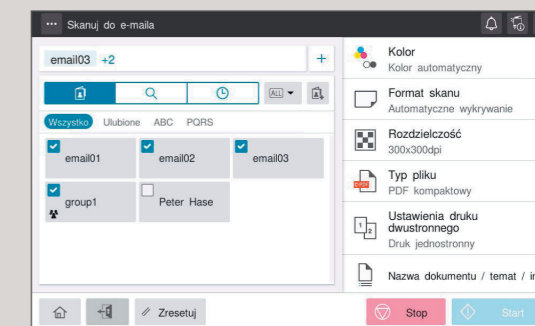 Skanuj do e-maila
email03 +2 +
ALL
Wszystko Ulubione ABC PQRS
email01
email02
email03
group1
Peter Hase
Kolor
Kolor automatyczny
Format skanu
Automatyczne wykrywanie
Rozdzielczość
300x300dpi
Typ pliku
PDF kompaktowy
Ustawienia druku
dwustronnego
Druk jednostronny
1 2
Nazwa dokumentu / temat /
Zresetuj
Stop
Start